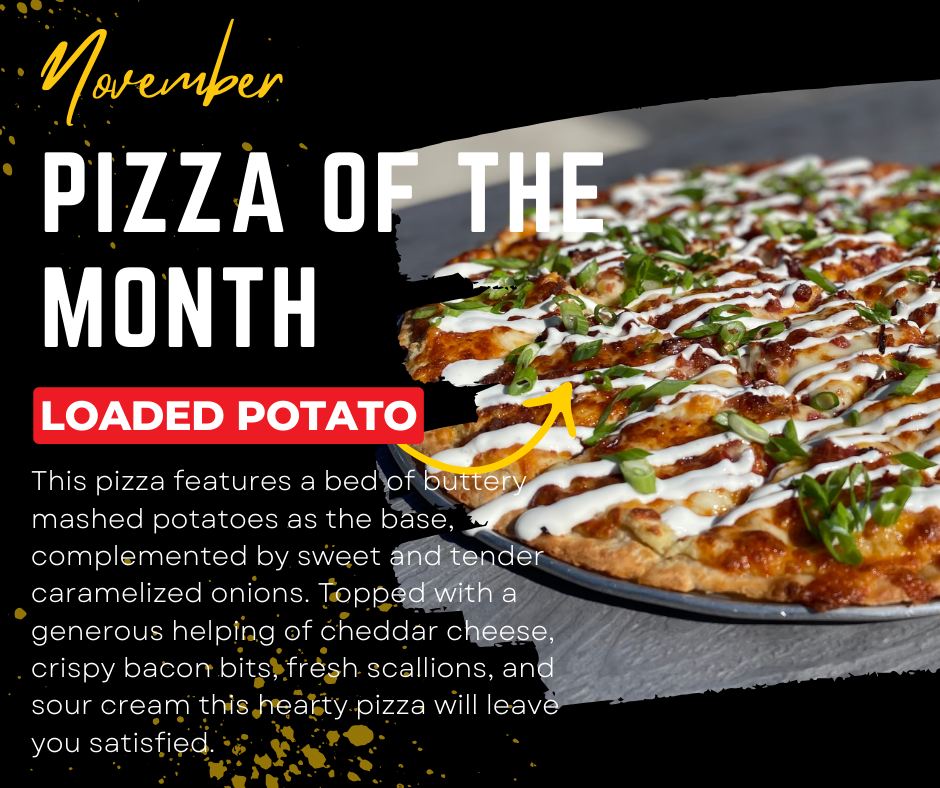 November
PIZZA OF THE
MONTH
LOADED POTATO
This pizza features a bed of buttery
mashed potatoes as the base,
complemented by sweet and tender
caramelized onions. Topped with a
generous helping of cheddar cheese,
crispy bacon bits, fresh scallions, and
sour cream this hearty pizza will leave
you satisfied.